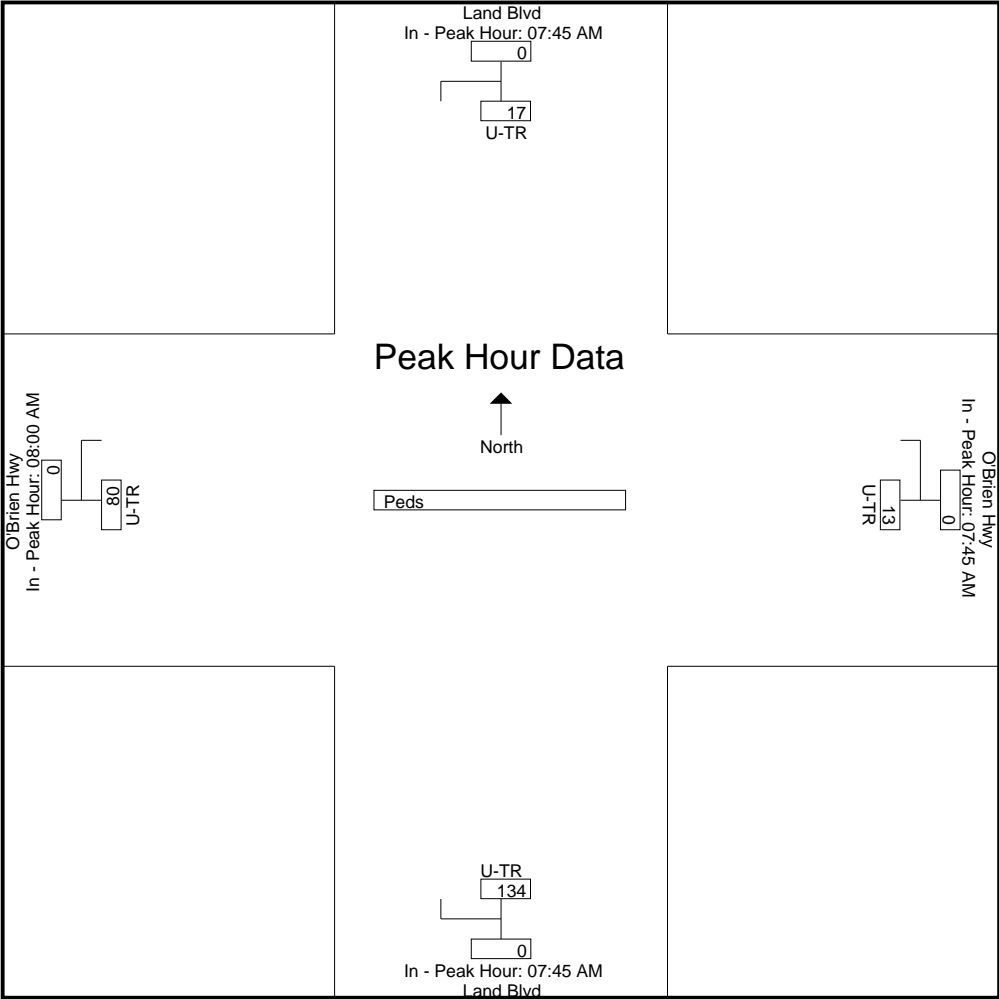 Land Blvd
In - Peak Hour: 07:45 AM
0
17
U-TR
Peak Hour Data
North
Peds
O'Brien Hwy
In - Peak Hour: 08:00 AM
0
80
U-TR
O'Brien Hwy
In - Peak Hour: 07:45 AM
0
13
U-TR
U-TR
134
0
In - Peak Hour: 07:45 AM
Land Blvd